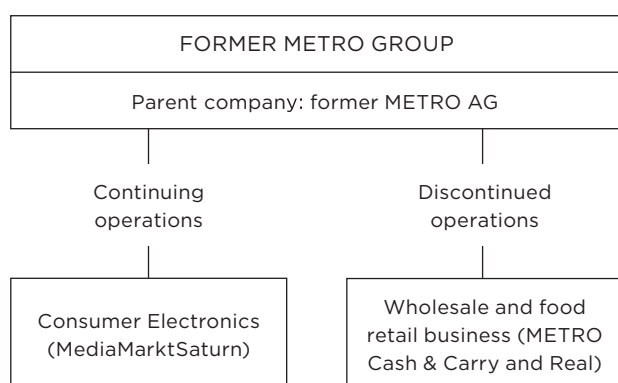 FORMER METRO GROUP
Parent company: former METRO AG
Continuing
operations
Discontinued
operations
Consumer Electronics
(MediaMarktSaturn)
Wholesale and food
retail business (METRO
Cash & Carry and Real)